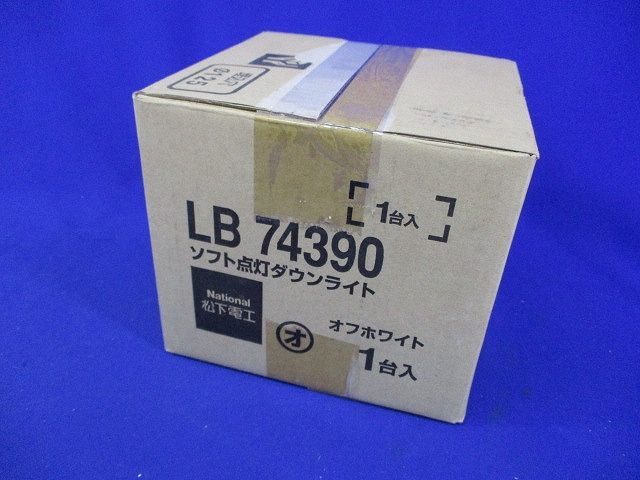 0125
1台入
LB 74390
ソフト点灯ダウンライト
National
松下電工
オフホワイト
オ
1台入